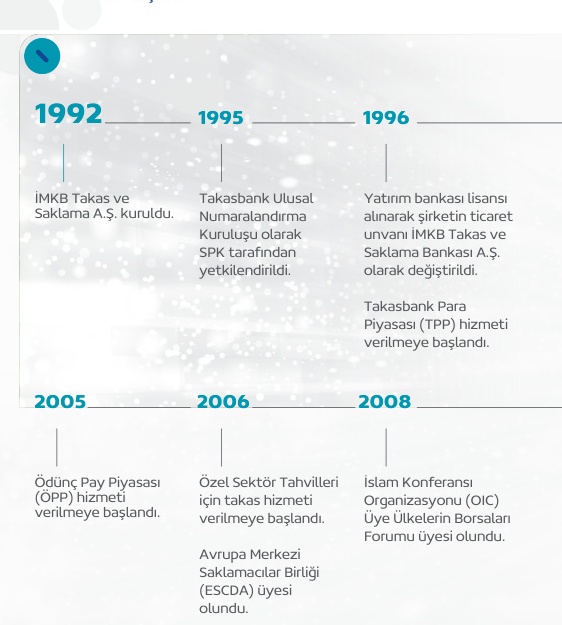 1992
İMKB Takas ve
Saklama A.Ş. kuruldu.
1995
Takasbank Ulusal
Numaralandırma
Kuruluşu olarak
SPK tarafından
yetkilendirildi.
1996
Yatırım bankası lisansı
alınarak şirketin ticaret
unvanı İMKB Takas ve
Saklama Bankası A.Ş.
olarak değiştirildi.
Takasbank Para
Piyasası (TPP) hizmeti
verilmeye başlandı.
2005
Ödünç Pay Piyasası
(ÖPP) hizmeti
verilmeye başlandı.
2006
Özel Sektör Tahvilleri
için takas hizmeti
verilmeye başlandı.
Avrupa Merkezi
Saklamacılar Birliği
(ESCDA) üyesi
olundu.
2008
İslam Konferansı
Organizasyonu (OIC)
Üye Ülkelerin Borsaları
Forumu üyesi olundu.